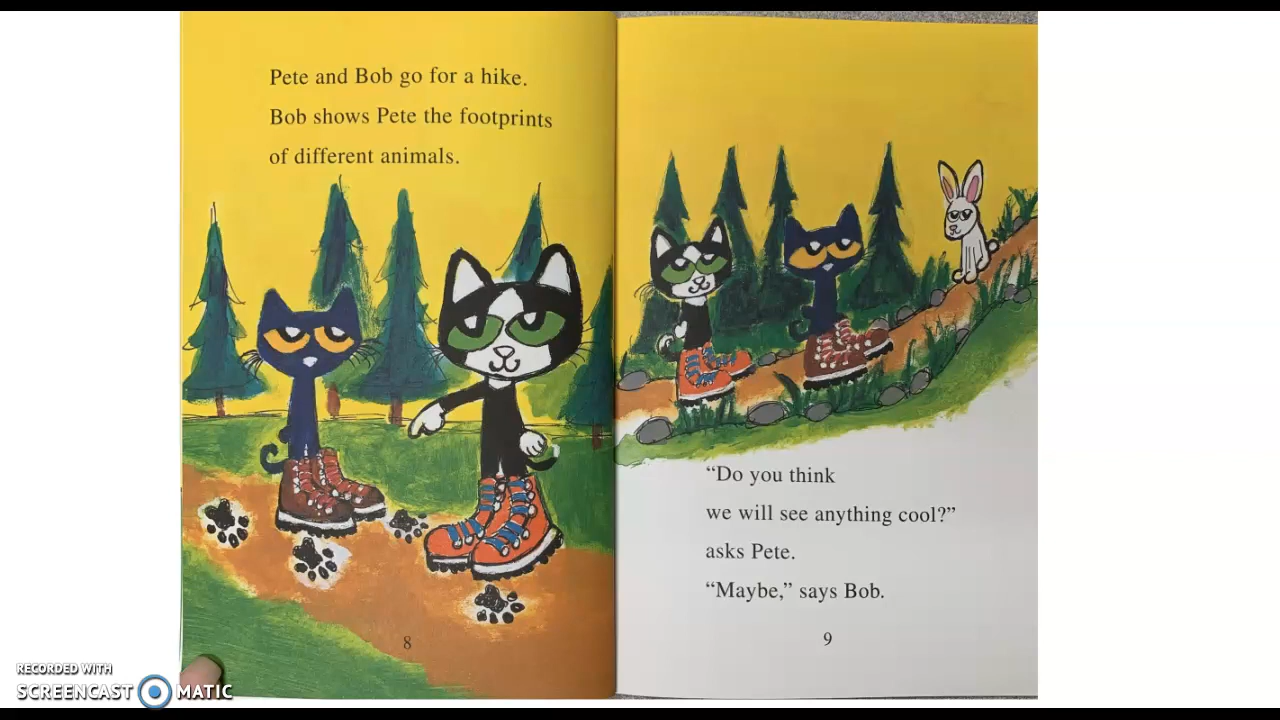 Pete and Bob go for a hike.
Bob shows Pete the footprints
of different animals.
8
“Do you think
we will see anything cool?”
asks Pete.
“Maybe,” says Bob.
9
RECORDED WITH
SCREENCAST MATIC